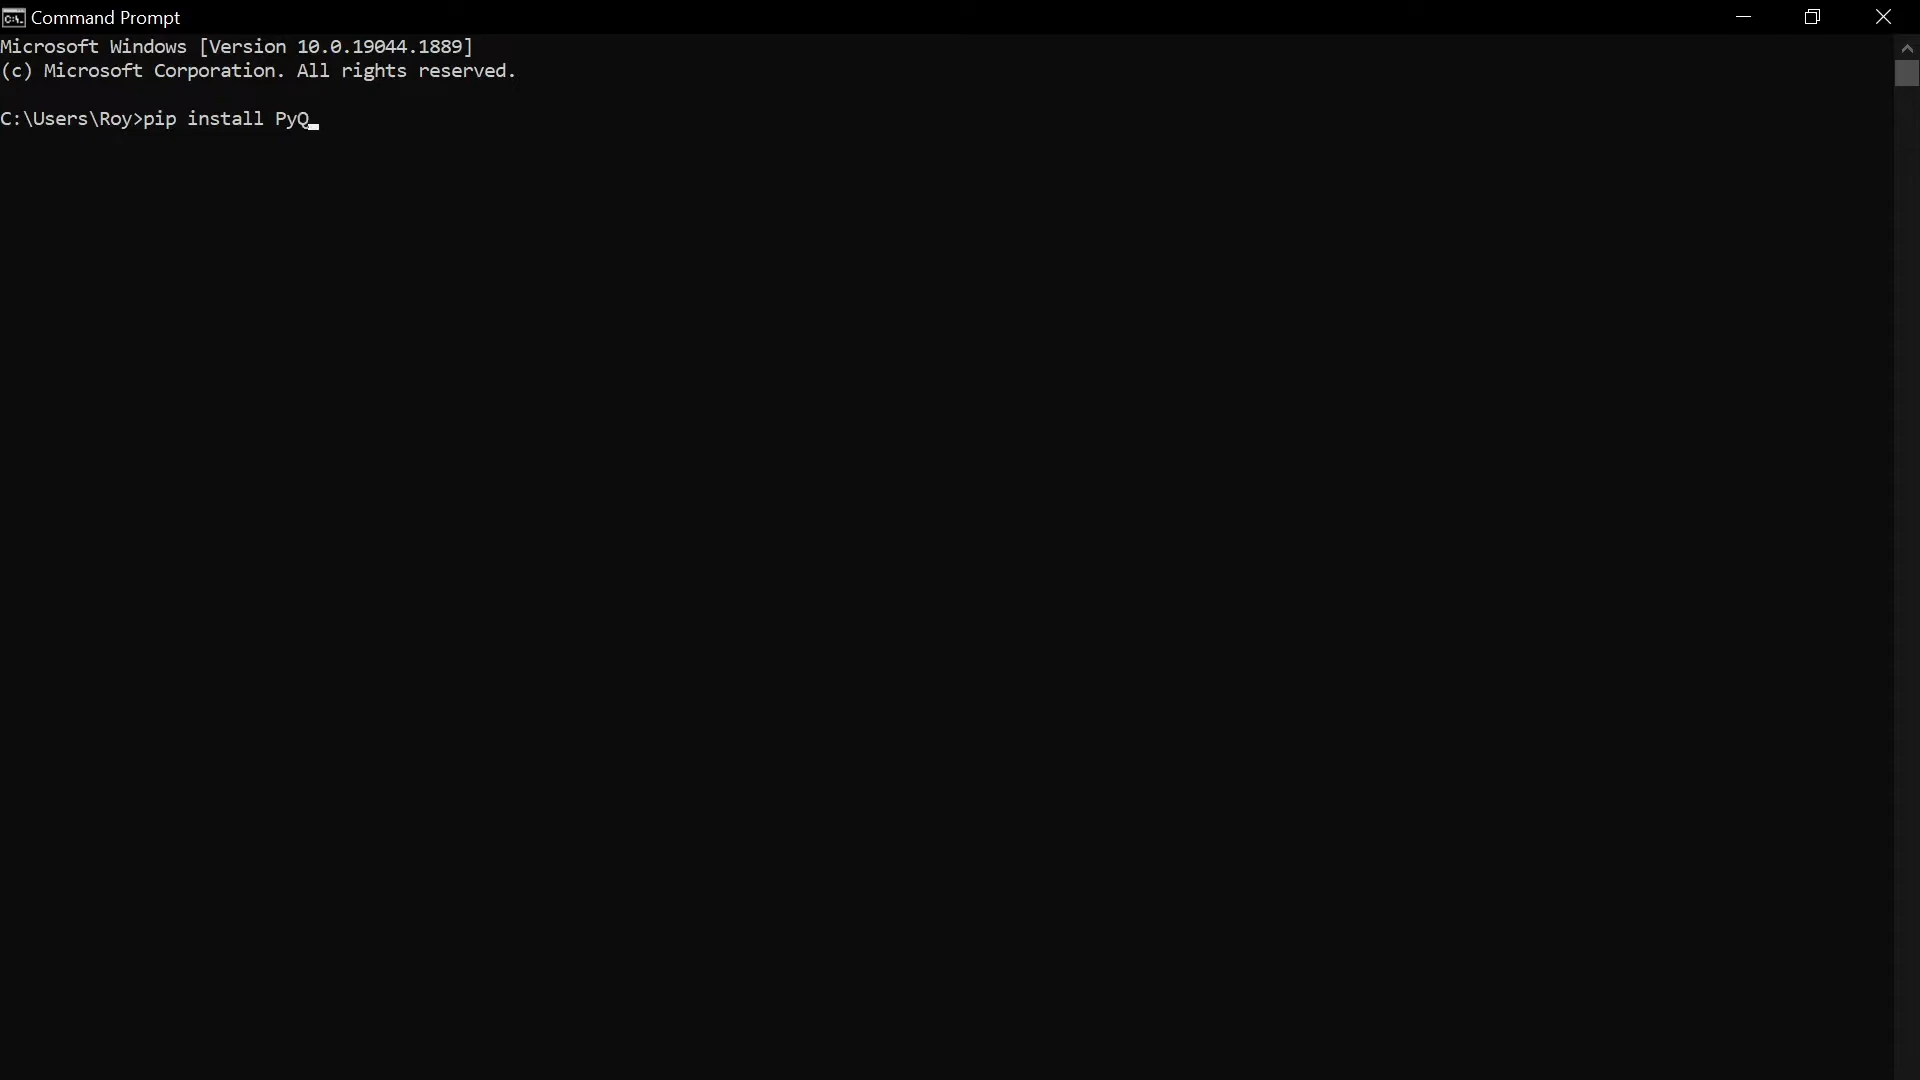 Command Prompt
Microsoft Windows [Version 10.0.19044.1889]
(c) Microsoft Corporation. All rights reserved.
C:\Users\Roy>pip install PyQ